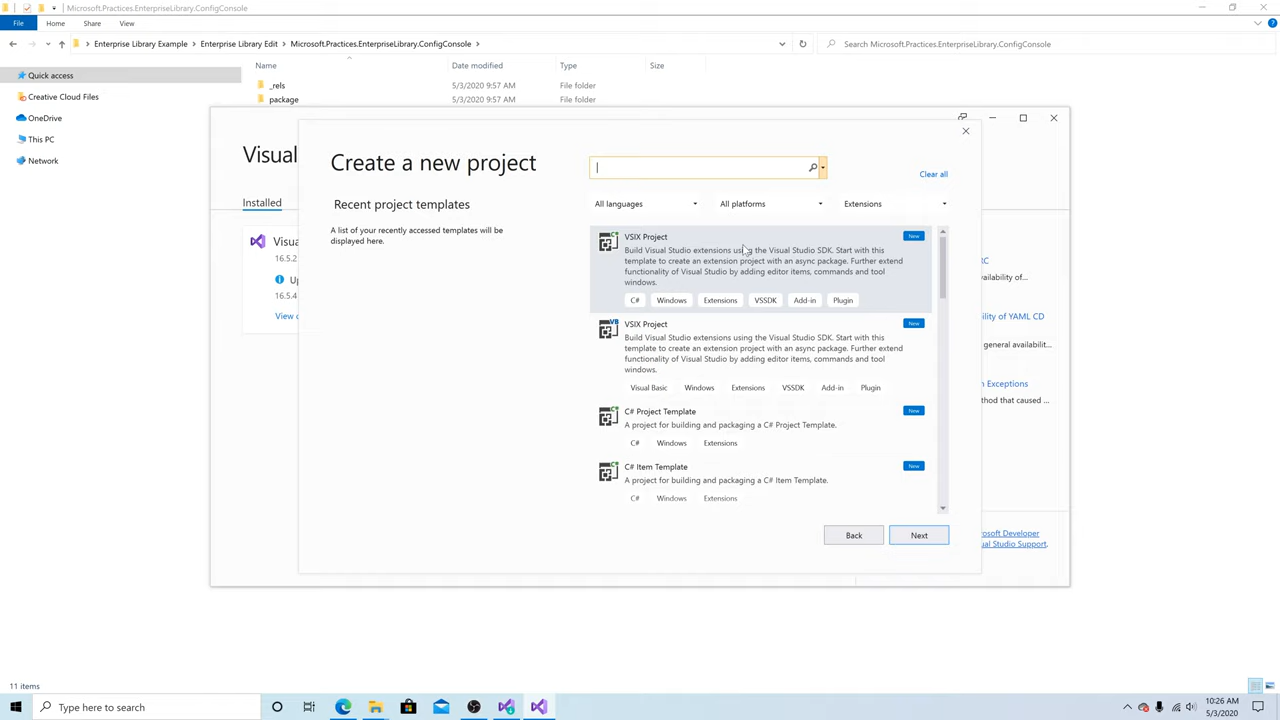 Microsoft.Practices.EnterpriseLibrary.ConfigConsole
File Home Share View
Enterprise Library Example > Enterprise Library Edit > Microsoft.Practices.EnterpriseLibrary.ConfigConsole >
Search Microsoft.Practices.EnterpriseLibrary.ConfigConsole
Name Date modified Type Size
Quick access
Creative Cloud Files
OneDrive
This PC
Network
_rels 5/3/2020 9:57 AM File folder
package 5/3/2020 9:57 AM File folder
Visual
Installed
Visua
16.5.2
Up
16.5.4
View
Create a new project
Recent project templates
A list of your recently accessed templates will be
displayed here.
Clear all
All languages All platforms Extensions
VSIX Project New
Build Visual Studio extensions using the Visual Studio SDK. Start with this
template to create an extension project with an async package. Further extend
functionality of Visual Studio by adding editor items, commands and tool
windows.
C# Windows Extensions VSSDK Add-in Plugin
VSIX Project New
Build Visual Studio extensions using the Visual Studio SDK. Start with this
template to create an extension project with an async package. Further extend
functionality of Visual Studio by adding editor items, commands and tool
windows.
Visual Basic Windows Extensions VSSDK Add-in Plugin
C# Project Template New
A project for building and packaging a C# Project Template.
C# Windows Extensions
C# Item Template New
A project for building and packaging a C# Item Template.
C# Windows Extensions
Back Next
RC
availability of...
ility of YAML CD
general availabilit...
n Exceptions
thod that caused ...
rosoft Developer
ual Studio Support.
11 items
Type here to search
10:26 AM
5/3/2020